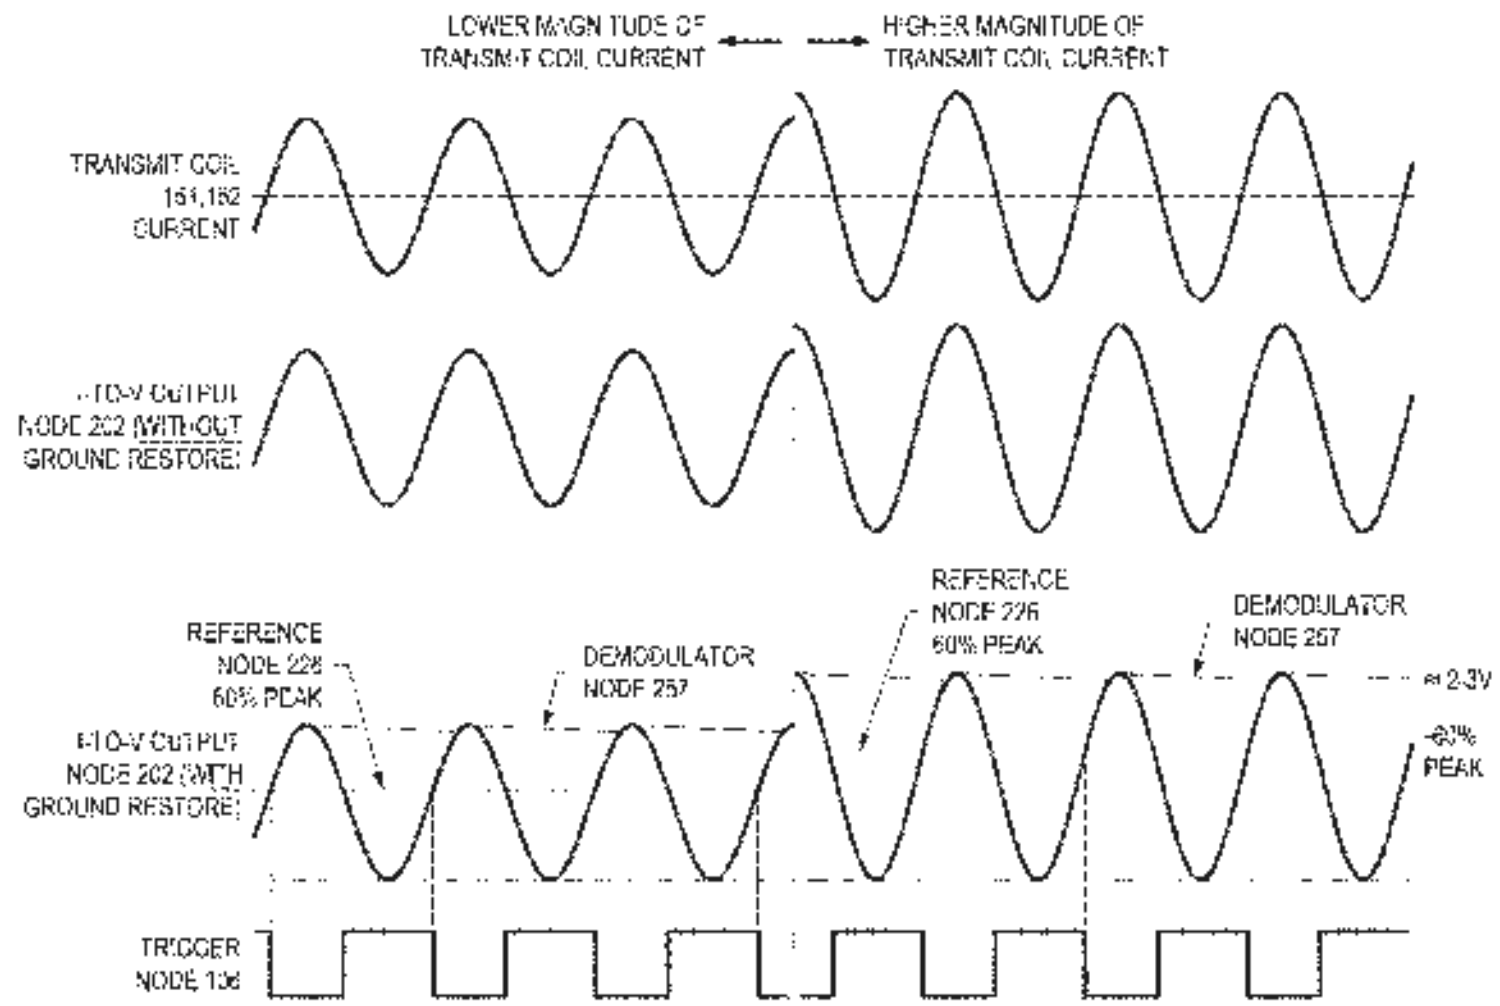 LOWER MAGNITUDE OF
TRANSMIT COIL CURRENT
HIGHER MAGNITUDE OF
TRANSMIT COIL CURRENT
TRANSMIT COIL
151,152
CURRENT
I-TO-V OUTPUT
NODE 202 (WITHOUT
GROUND RESTORE)
REFERENCE
NODE 226
60% PEAK
DEMODULATOR
NODE 257
REFERENCE
NODE 226
60% PEAK
DEMODULATOR
NODE 257
I-TO-V OUTPUT
NODE 202 (WITH
GROUND RESTORE)
2-3V
~60%
PEAK
TRIGGER
NODE 106